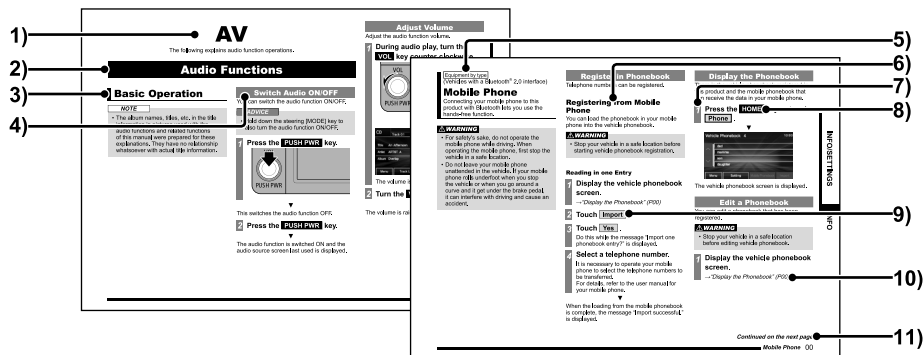 1)
AV
The following explains audio function operations.
2)
Audio Functions
3)
Basic Operation
NOTE
• The album names, titles, etc. in the title
audio functions and related functions
of this manual were prepared for these
explanations. They have no relationship
whatsoever with actual title information.
4)
Switch Audio ON/OFF
You can switch the audio function ON/OFF.
ADVICE
hold down the steering [MODE] key to
also turn the audio function ON/OFF.
1 Press the PUSH PWR key.
PUSH PWR
▼
This switches the audio function OFF.
2 Press the PUSH PWR key.
▼
The audio function is switched ON and the
audio source screen last used is displayed.
Adjust Volume
Adjust the audio function volume.
1 During audio play, turn th
VOL key counter clockw
VOL
PUSH PWR
CD
The volume i
2 Turn the
The volume is rai
5)
Equipment by type
(Vehicles with a Bluetooth® 2.0 interface)
Mobile Phone
Connecting your mobile phone to this
product with Bluetooth lets you use the
hands-free function.
WARNING
• For safety's sake, do not operate the
mobile phone while driving. When
operating the mobile phone, first stop the
vehicle in a safe location.
• Do not leave your mobile phone
unattended in the vehicle. If your mobile
phone rolls underfoot when you stop
the vehicle or when you go around a
curve and it get under the brake pedal,
it can interfere with driving and cause an
accident.
6)
Register in Phonebook
Telephone numbers can be registered.
Registering from Mobile
Phone
You can load the phonebook in your mobile
phone into the vehicle phonebook.
WARNING
• Stop your vehicle in a safe location before
starting vehicle phonebook registration.
Reading in one Entry
1 Display the vehicle phonebook
screen.
→"Display the Phonebook" (P00)
2 Touch Import
3 Touch Yes .
Do this while the message "Import one
phonebook entry?" is displayed.
4 Select a telephone number.
It is necessary to operate your mobile
phone to select the telephone numbers to
be transferred.
For details, refer to the user manual for
your mobile phone.
▼
When the loading from the mobile phonebook
is complete, the message "Import successful."
is displayed.
7)
Display the Phonebook
s product and the mobile phonebook that
n receive the data in your mobile phone.
8)
1 Press the HOME
Phone .
Vehicle Phonebook
The vehicle phonebook screen is displayed.
Edit a Phonebook
registered.
WARNING
• Stop your vehicle in a safe location
before editing vehicle phonebook.
1 Display the vehicle phonebook
screen.
→"Display the Phonebook" (P00)
9)
10)
INFO/SETTINGS
INFO
Continued on the next page
11)
Mobile Phone 00